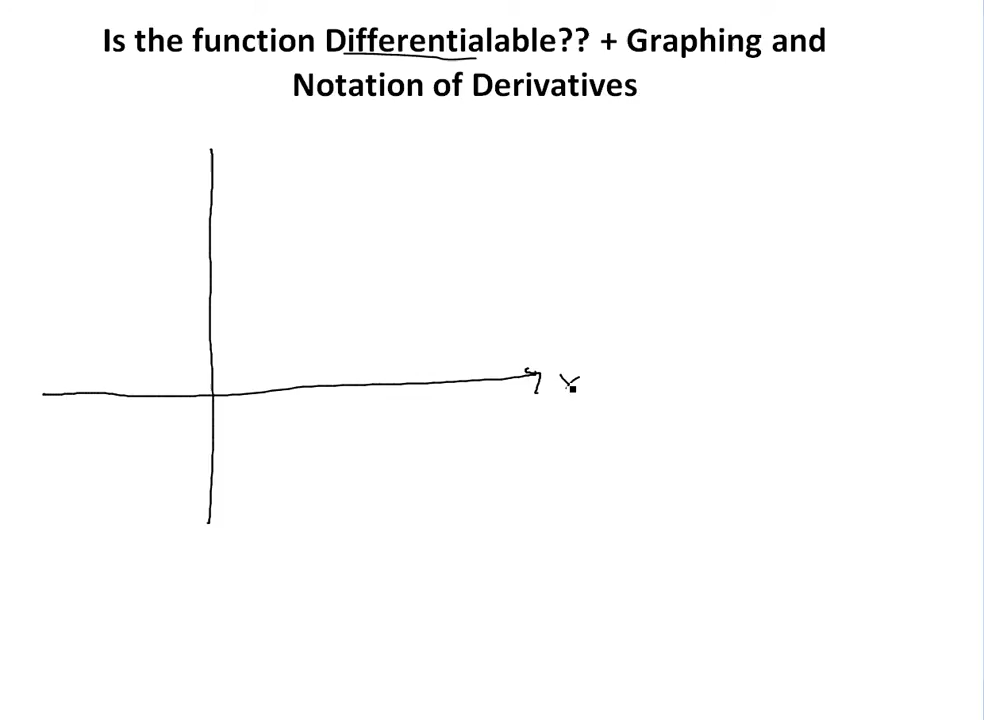 Is the function Differentialable?? + Graphing and
Notation of Derivatives
x